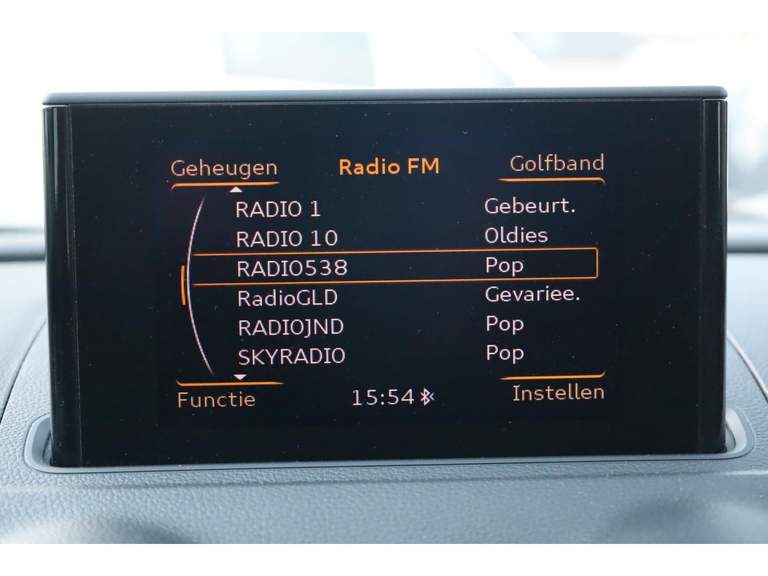 Geheugen Radio FM Golfband
RADIO 1 Gebeurt.
RADIO 10 Oldies
RADIO538 Pop
RadioGLD Gevariee.
RADIOJND Pop
SKYRADIO Pop
Functie 15:54 Instellen